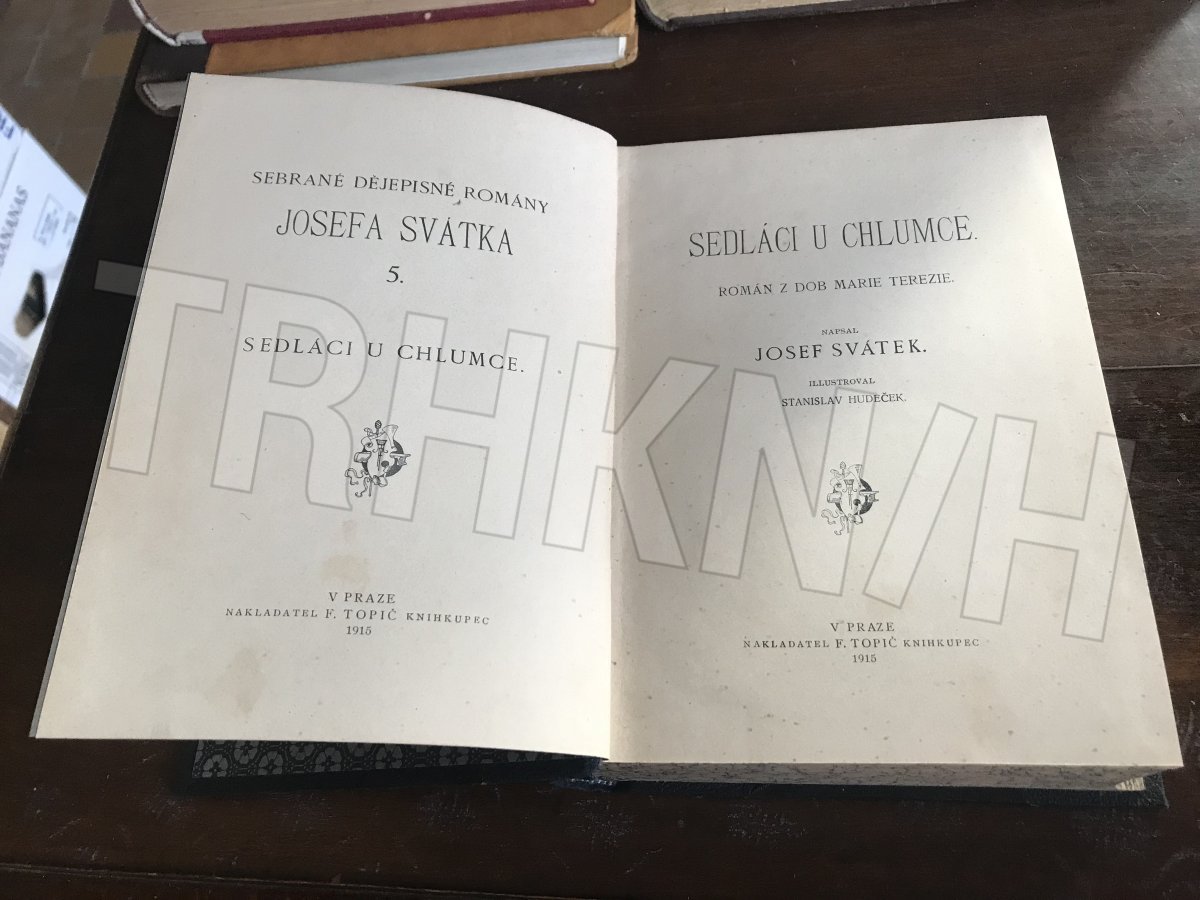 SEBRANÉ DĚJEPISNÉ ROMÁNY
JOSEFA SVÁTKA
5.
SEDLÁCI U CHLUMCE.
V PRAZE
NAKLADATEL F. TOPIČ KNIHKUPEC
1915
SEDLÁCI U CHLUMCE.
ROMÁN Z DOB MARIE TEREZIE.
NAPSAL
JOSEF SVÁTEK.
ILLUSTROVAL
STANISLAV HUDEČEK.
V PRAZE
NAKLADATEL F. TOPIČ KNIHKUPEC
1915
TRHKNIH
BANANAS